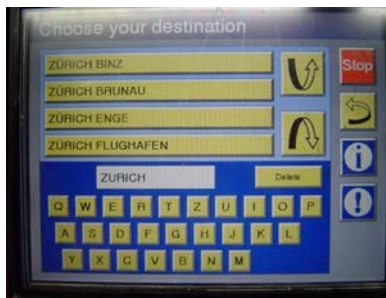 Choose your destination
ZÜRICH BINZ
Stop
ZÜRICH BRUNAU
ZÜRICH ENGE
ZÜRICH FLUGHAFEN
ZURICH
Delete
Q W E R T Z U I O P
A S D F G H J K L
Y X C V B N M